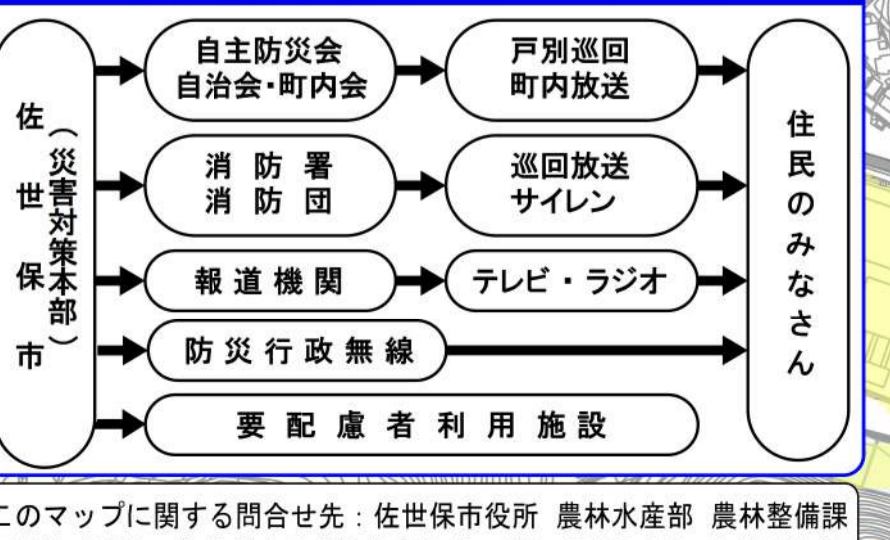 佐世保市
（災害対策本部）
自主防災会
自治会・町内会
戸別巡回
町内放送
消防署
消防団
巡回放送
サイレン
報道機関
テレビ・ラジオ
防災行政無線
要配慮者利用施設
住民のみなさん
このマップに関する問合せ先：佐世保市役所 農林水産部 農林整備課